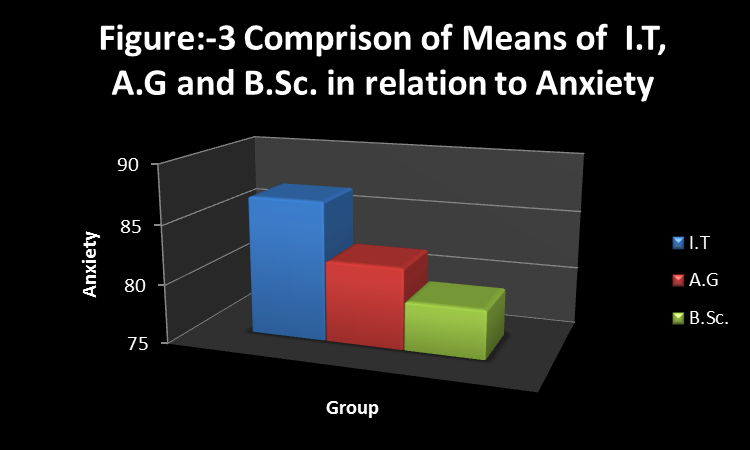 Figure:-3 Comprison of Means of I.T,
A.G and B.Sc. in relation to Anxiety
90
85
80
75
Anxiety
Group
I.T
A.G
B.Sc.